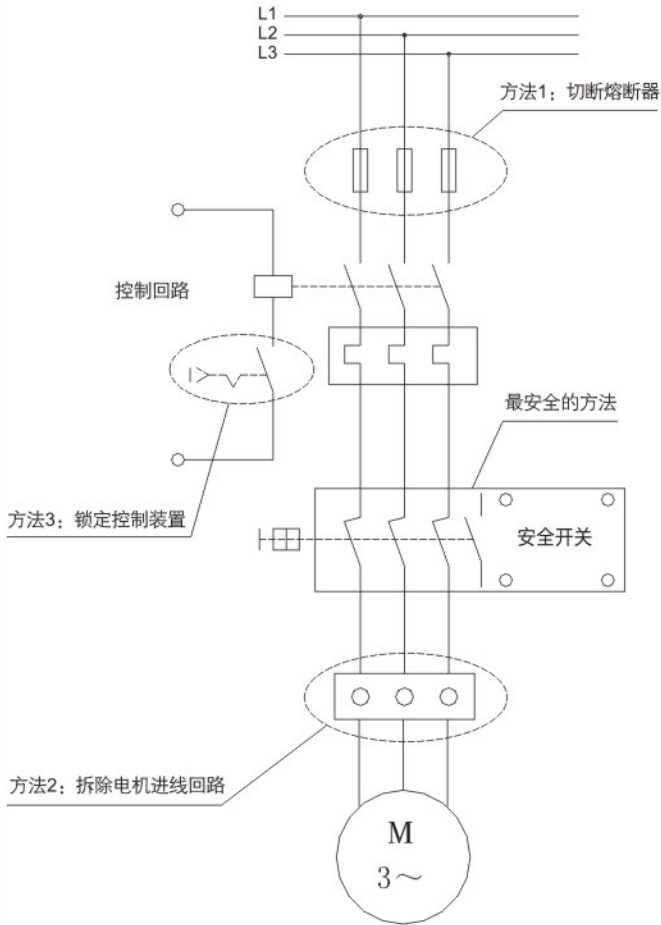 L1
L2
L3
方法1：切断熔断器
控制回路
最安全的方法
方法3：锁定控制装置
安全开关
方法2：拆除电机进线回路
M
3～